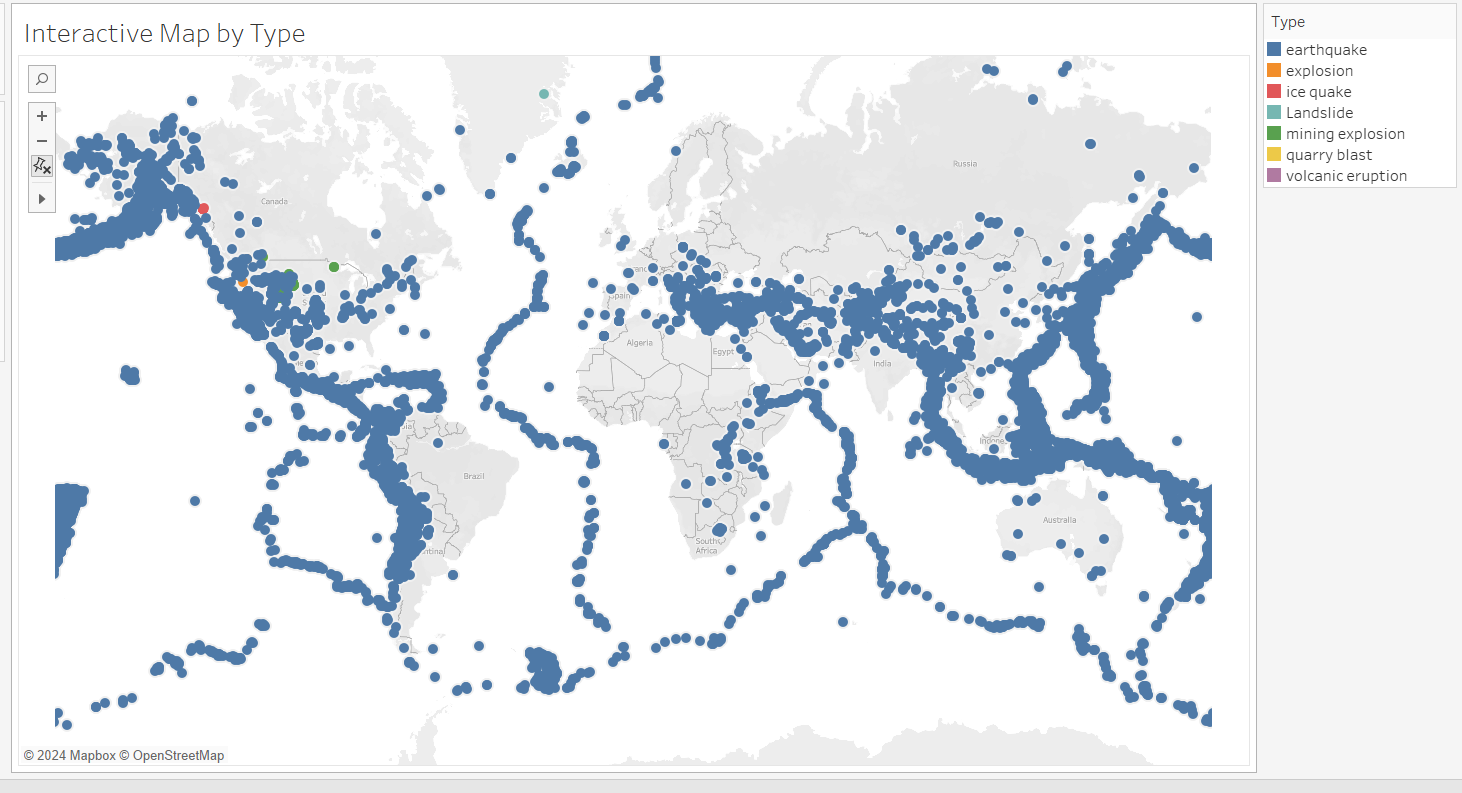 Interactive Map by Type
Type
earthquake
explosion
ice quake
Landslide
mining explosion
quarry blast
volcanic eruption
Russia
Canada
Spain
Algeria
Egypt
India
Brazil
Australia
South
Africa
© 2024 Mapbox © OpenStreetMap